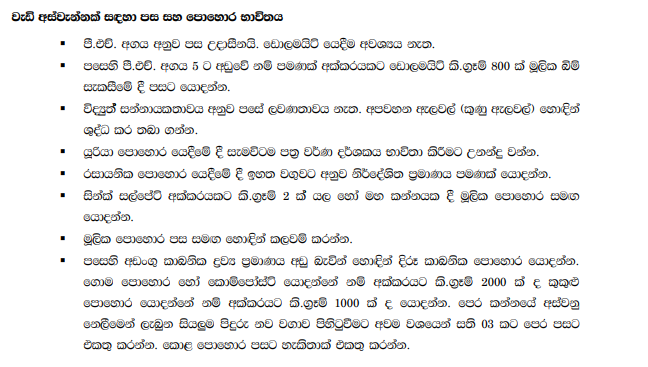 වැඩි අස්වැන්නක් සඳහා පස සහ පොහොර භාවිතය
▪ පී.එච්. අගය අනුව පස උදාසීනයි. ඩොලමයිට් යෙදීම අවශ්‍යය නැත.
▪ පසෙහි පී.එච්. අගය 5 ට අඩුවේ නම් පමණක් අක්කරයකට ඩොලමයිට් කි.ග්‍රෑම් 800 ක් මූලික බිම්
සැකසීමේ දී පසට යොදන්න.
▪ විද්‍යුත් සන්නායකතාවය අනුව පසේ ලවණතාවය නැත. අපවහන ඇලවල් (කුණු ඇලවල්) හොඳින්
ශුද්ධ කර තබා ගන්න.
▪ යූරියා පොහොර යෙදීමේ දී සැමවිටම පත්‍ර වර්ණ දර්ශකය භාවිතා කිරීමට උනන්දු වන්න.
▪ රසායනික පොහොර යෙදීමේ දී ඉහත වගුවට අනුව නිර්දේශිත ප්‍රමාණය පමණක් යොදන්න.
▪ සින්ක් සල්ෆේට් අක්කරයකට කි.ග්‍රෑම් 2 ක් යල හෝ මහ කන්නයක දී මූලික පොහොර සමඟ
යොදන්න.
▪ මූලික පොහොර පස සමඟ හොඳින් කලවම් කරන්න.
▪ පසෙහි අඩංගු කාබනික ද්‍රව්‍ය ප්‍රමාණය අඩු බැවින් හොඳින් දිරූ කාබනික පොහොර යොදන්න.
ගොම පොහොර හෝ කොම්පෝස්ට් යොදන්නේ නම් අක්කරයට කි.ග්‍රෑම් 2000 ක් ද කුකුළු
පොහොර යොදන්නේ නම් අක්කරයට කි.ග්‍රෑම් 1000 ක් ද යොදන්න. පෙර කන්නයේ අස්වනු
නෙලීමෙන් ලැබුන සියලුම පිදුරු නව වගාව පිහිටුවීමට අවම වශයෙන් සති 03 කට පෙර පසට
එකතු කරන්න. කොළ පොහොර පසට හැකිතාක් එකතු කරන්න.